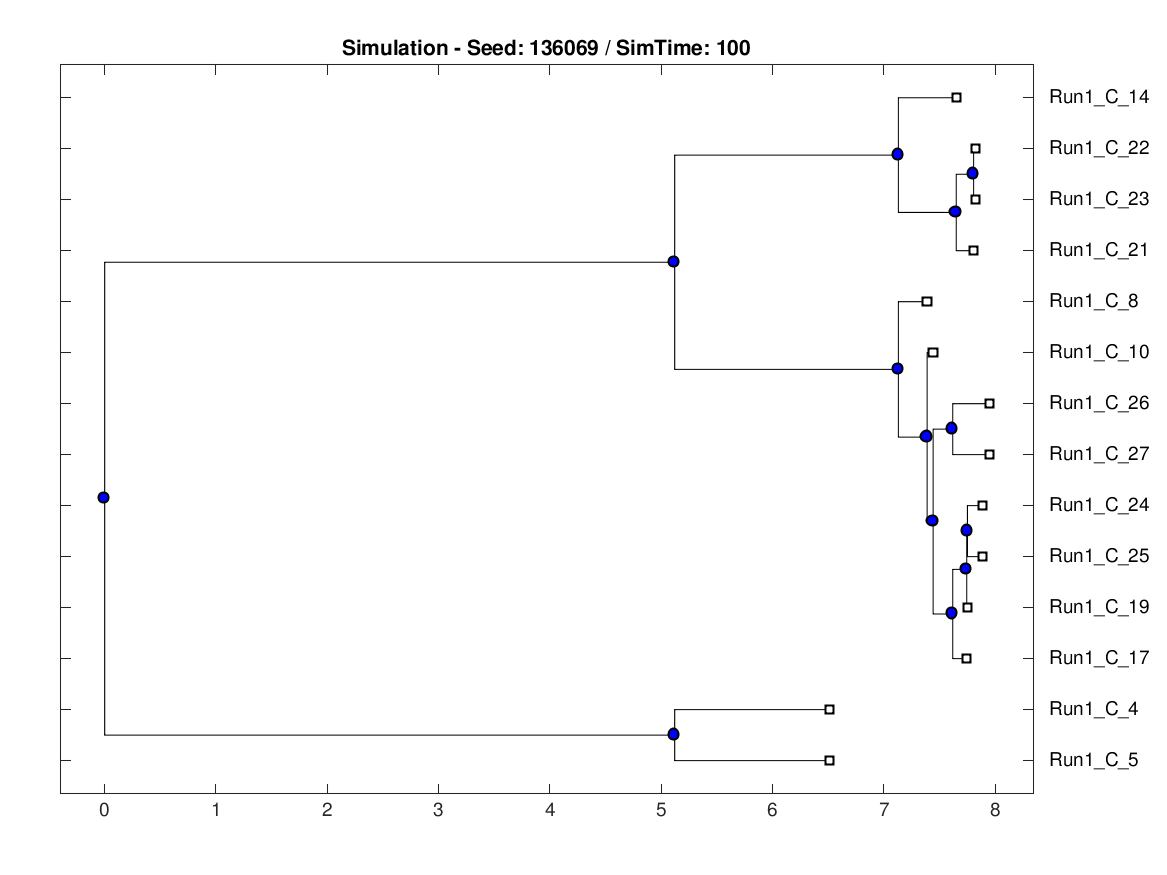 Simulation - Seed: 136069 / SimTime: 100
Run1_C_14
Run1_C_22
Run1_C_23
Run1_C_21
Run1_C_8
Run1_C_10
Run1_C_26
Run1_C_27
Run1_C_24
Run1_C_25
Run1_C_19
Run1_C_17
Run1_C_4
Run1_C_5
0 1 2 3 4 5 6 7 8